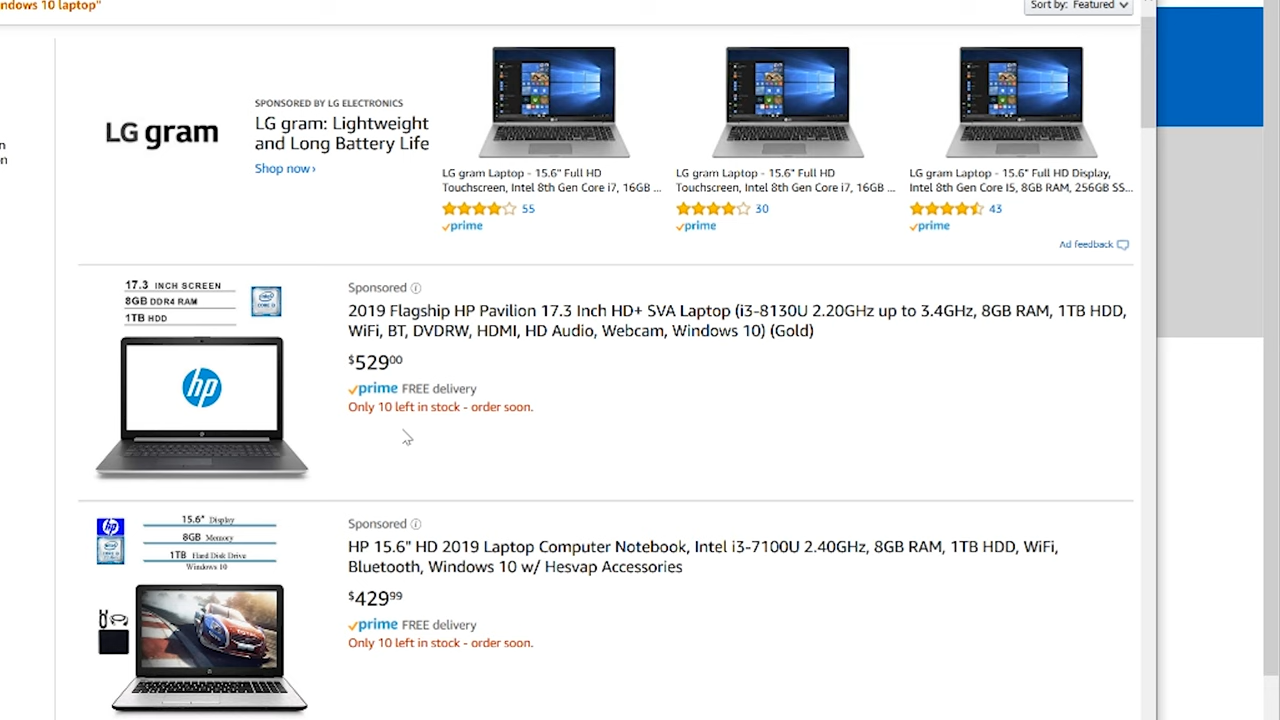 ndows 10 laptop"
Sort by: Featured
n
n
LG gram
SPONSORED BY LG ELECTRONICS
LG gram: Lightweight
and Long Battery Life
Shop now ›
LG gram Laptop - 15.6" Full HD
Touchscreen, Intel 8th Gen Core i7, 16GB ...
55
prime
LG gram Laptop - 15.6" Full HD
Touchscreen, Intel 8th Gen Core i7, 16GB ...
30
prime
LG gram Laptop - 15.6" Full HD Display,
Intel 8th Gen Core I5, 8GB RAM, 256GB SS...
43
prime
Ad feedback
17.3 INCH SCREEN
8GB DDR4 RAM
1TB HDD
hp
Sponsored
2019 Flagship HP Pavilion 17.3 Inch HD+ SVA Laptop (i3-8130U 2.20GHz up to 3.4GHz, 8GB RAM, 1TB HDD,
WiFi, BT, DVDRW, HDMI, HD Audio, Webcam, Windows 10) (Gold)
$52900
prime FREE delivery
Only 10 left in stock - order soon.
hp
15.6" Display
8GB Memory
1TB Hard Disk Drive
Windows 10
Sponsored
HP 15.6" HD 2019 Laptop Computer Notebook, Intel i3-7100U 2.40GHz, 8GB RAM, 1TB HDD, WiFi,
Bluetooth, Windows 10 w/ Hesvap Accessories
$42999
prime FREE delivery
Only 10 left in stock - order soon.